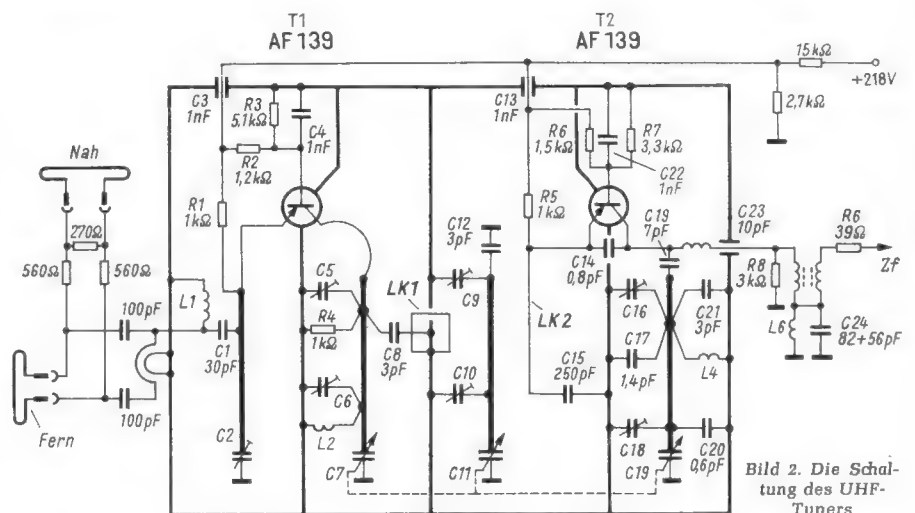 T1
AF 139
T2
AF 139
15kΩ
+218V
2,7kΩ
C3
1nF
R3
5,1kΩ
C4
1nF
R2
1,2kΩ
R1
1kΩ
C13
1nF
R6
1,5kΩ
R7
3,3kΩ
C22
1nF
R5
1kΩ
Nah
270Ω
560Ω
560Ω
100pF
100pF
Fern
L1
C1
30pF
C2
C5
R4
1kΩ
C6
L2
C7
C8
3pF
LK1
C12
3pF
C9
C10
C11
LK2
C15
250pF
C14
0,8pF
C19
7pF
C16
C17
1,4pF
C18
C19
C21
3pF
L4
C20
0,6pF
C23
10pF
R8
3kΩ
L6
C24
82+56pF
R6
39Ω
Zf
Bild 2. Die Schal-
tung des UHF-
Tuners